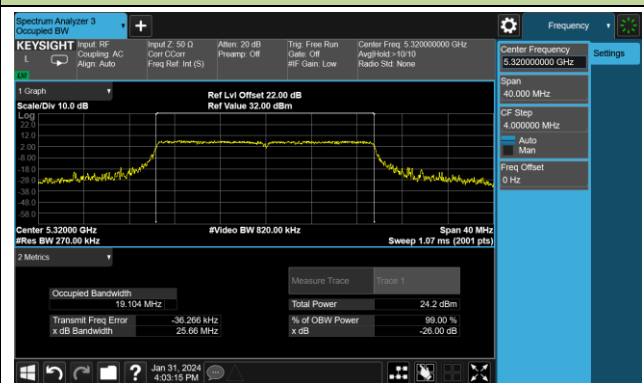 Spectrum Analyzer 3
Occupied BW
Frequency
KEYSIGHT
L
Input: RF
Coupling: AC
Align: Auto
Input Z: 50 Ω
Corr CCorr
Freq Ref: Int (S)
Atten: 20 dB
Preamp: Off
Trig: Free Run
Gate: Off
#IF Gain: Low
Center Freq: 5.320000000 GHz
Avg|Hold:>10/10
Radio Std: None
Center Frequency
5.320000000 GHz
Settings
Span
40.000 MHz
CF Step
4.000000 MHz
Auto
Man
Freq Offset
0 Hz
1 Graph
Scale/Div 10.0 dB
Ref Lvl Offset 22.00 dB
Ref Value 32.00 dBm
Log
22.0
12.0
2.00
-8.00
-18.0
-28.0
-38.0
-48.0
-58.0
Center 5.32000 GHz
#Res BW 270.00 kHz
#Video BW 820.00 kHz
Span 40 MHz
Sweep 1.07 ms (2001 pts)
2 Metrics
Measure Trace
Trace 1
Occupied Bandwidth
19.104 MHz
Total Power
24.2 dBm
Transmit Freq Error
-36.266 kHz
% of OBW Power
99.00 %
x dB Bandwidth
25.66 MHz
x dB
-26.00 dB
Jan 31, 2024
4:03:15 PM